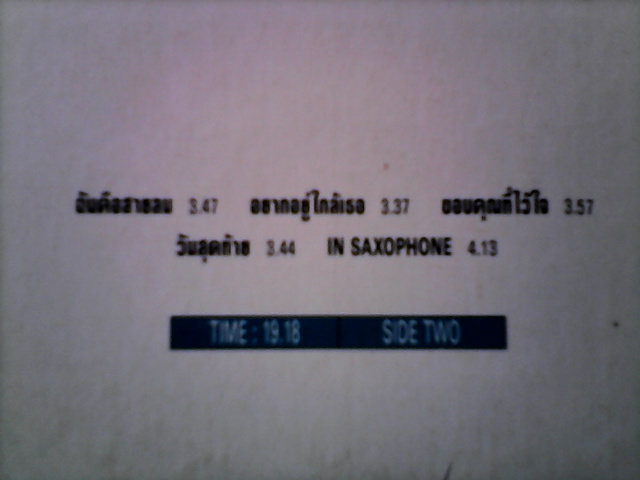 ฉันคือสายลม 3.47 อยากอยู่ใกล้เธอ 3.37 ขอบคุณที่ไว้ใจ 3.57
วันสุดท้าย 3.44 IN SAXOPHONE 4.13
TIME : 19.18 SIDE TWO